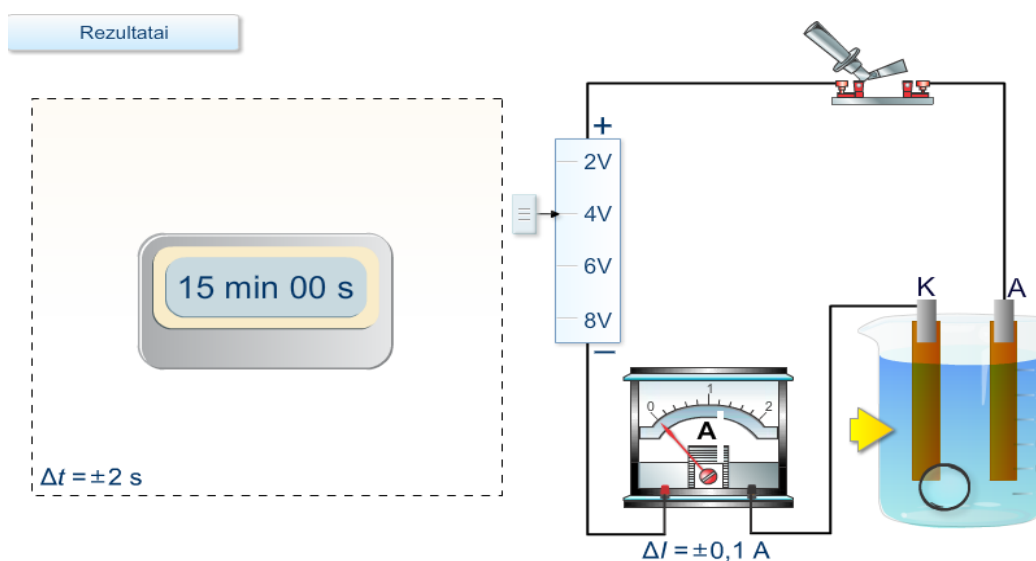 Rezultatai
15 min 00 s
Δt = ±2 s
+
2V
4V
6V
8V
−
0
1
2
A
ΔI = ±0,1 A
K
A